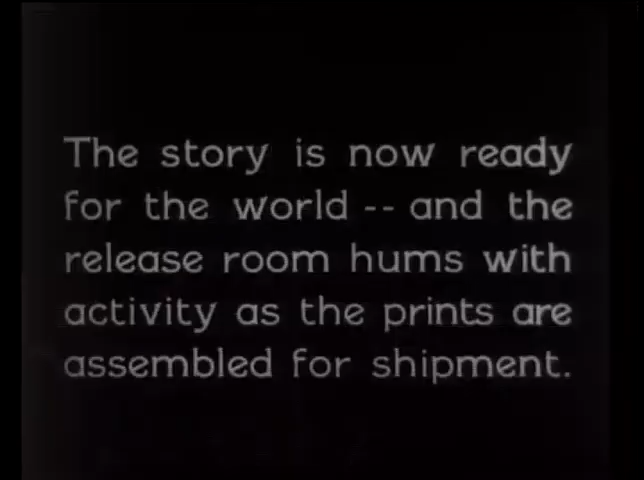 The story is now ready
for the world -- and the
release room hums with
activity as the prints are
assembled for shipment.